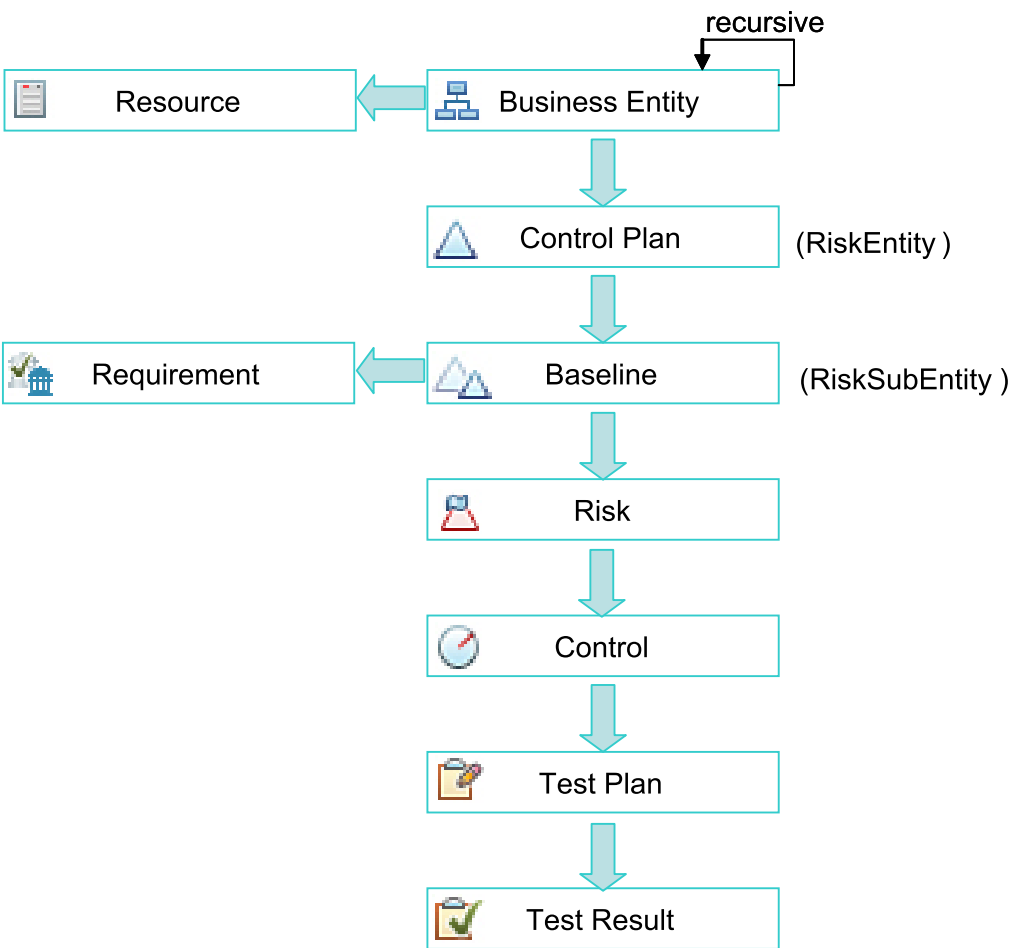 recursive
Resource
Business Entity
Control Plan
(RiskEntity )
Requirement
Baseline
(RiskSubEntity )
Risk
Control
Test Plan
Test Result